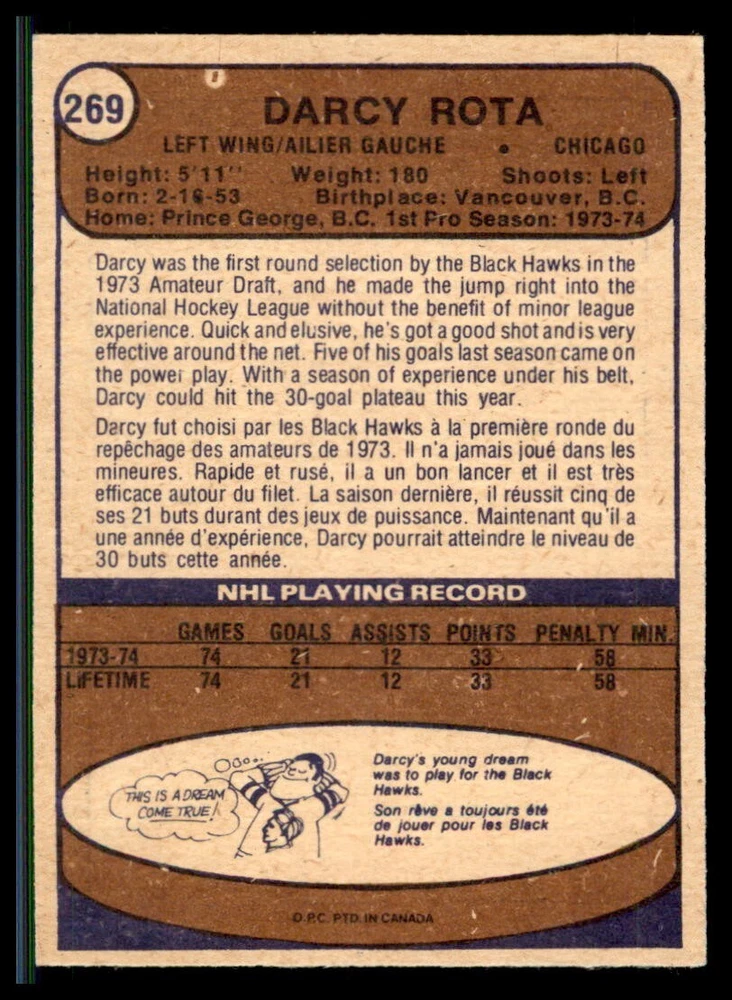 269
DARCY ROTA
LEFT WING/AILIER GAUCHE • CHICAGO
Height: 5'11" Weight: 180 Shoots: Left
Born: 2-16-53 Birthplace: Vancouver, B.C.
Home: Prince George, B.C. 1st Pro Season: 1973-74
Darcy was the first round selection by the Black Hawks in the
1973 Amateur Draft, and he made the jump right into the
National Hockey League without the benefit of minor league
experience. Quick and elusive, he's got a good shot and is very
effective around the net. Five of his goals last season came on
the power play. With a season of experience under his belt,
Darcy could hit the 30-goal plateau this year.
Darcy fut choisi par les Black Hawks à la première ronde du
repêchage des amateurs de 1973. Il n'a jamais joué dans les
mineures. Rapide et rusé, il a un bon lancer et il est très
efficace autour du filet. La saison dernière, il réussit cinq de
ses 21 buts durant des jeux de puissance. Maintenant qu'il a
une année d'expérience, Darcy pourrait atteindre le niveau de
30 buts cette année.
NHL PLAYING RECORD
GAMES GOALS ASSISTS POINTS PENALTY MIN.
1973-74 74 21 12 33 58
LIFETIME 74 21 12 33 58
THIS IS A DREAM
COME TRUE!
Darcy's young dream
was to play for the Black
Hawks.
Son rêve a toujours été
de jouer pour les Black
Hawks.
O.P.C. PTD. IN CANADA